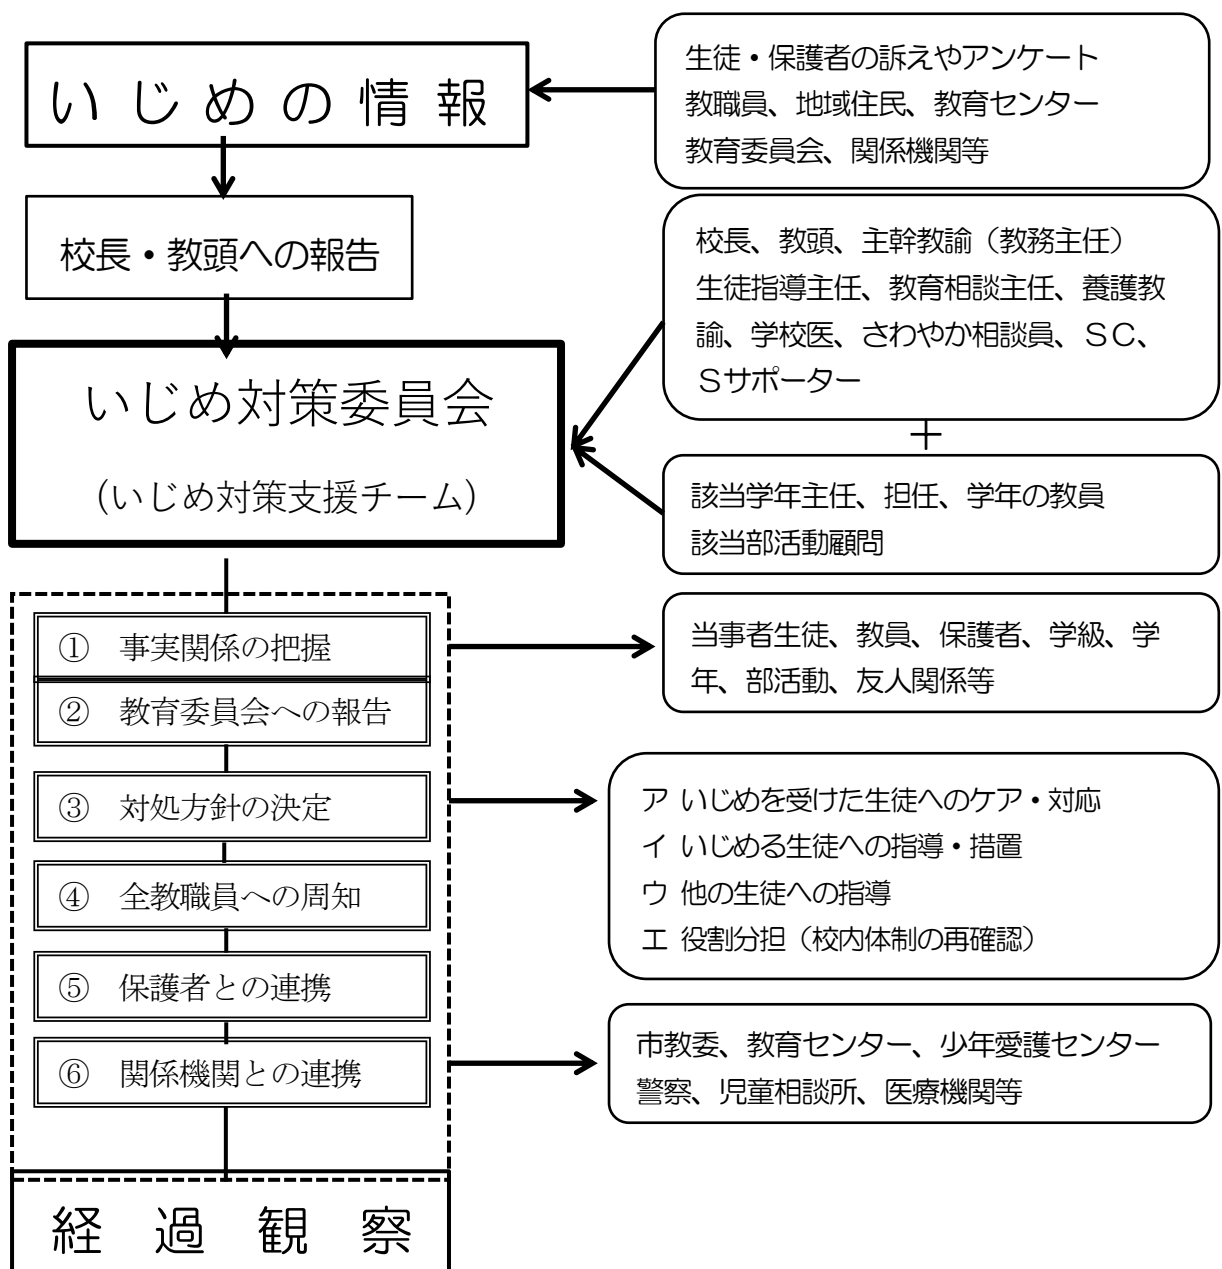 いじめの情報
生徒・保護者の訴えやアンケート
教職員、地域住民、教育センター
教育委員会、関係機関等
校長・教頭への報告
校長、教頭、主幹教諭（教務主任）
生徒指導主任、教育相談主任、養護教
諭、学校医、さわやか相談員、ＳＣ、
Ｓサポーター
＋
いじめ対策委員会
（いじめ対策支援チーム）
該当学年主任、担任、学年の教員
該当部活動顧問
①　事実関係の把握
当事者生徒、教員、保護者、学級、学
年、部活動、友人関係等
②　教育委員会への報告
③　対処方針の決定
ア いじめを受けた生徒へのケア・対応
イ いじめる生徒への指導・措置
ウ 他の生徒への指導
エ 役割分担（校内体制の再確認）
④　全教職員への周知
⑤　保護者との連携
⑥　関係機関との連携
市教委、教育センター、少年愛護センター
警察、児童相談所、医療機関等
経過観察